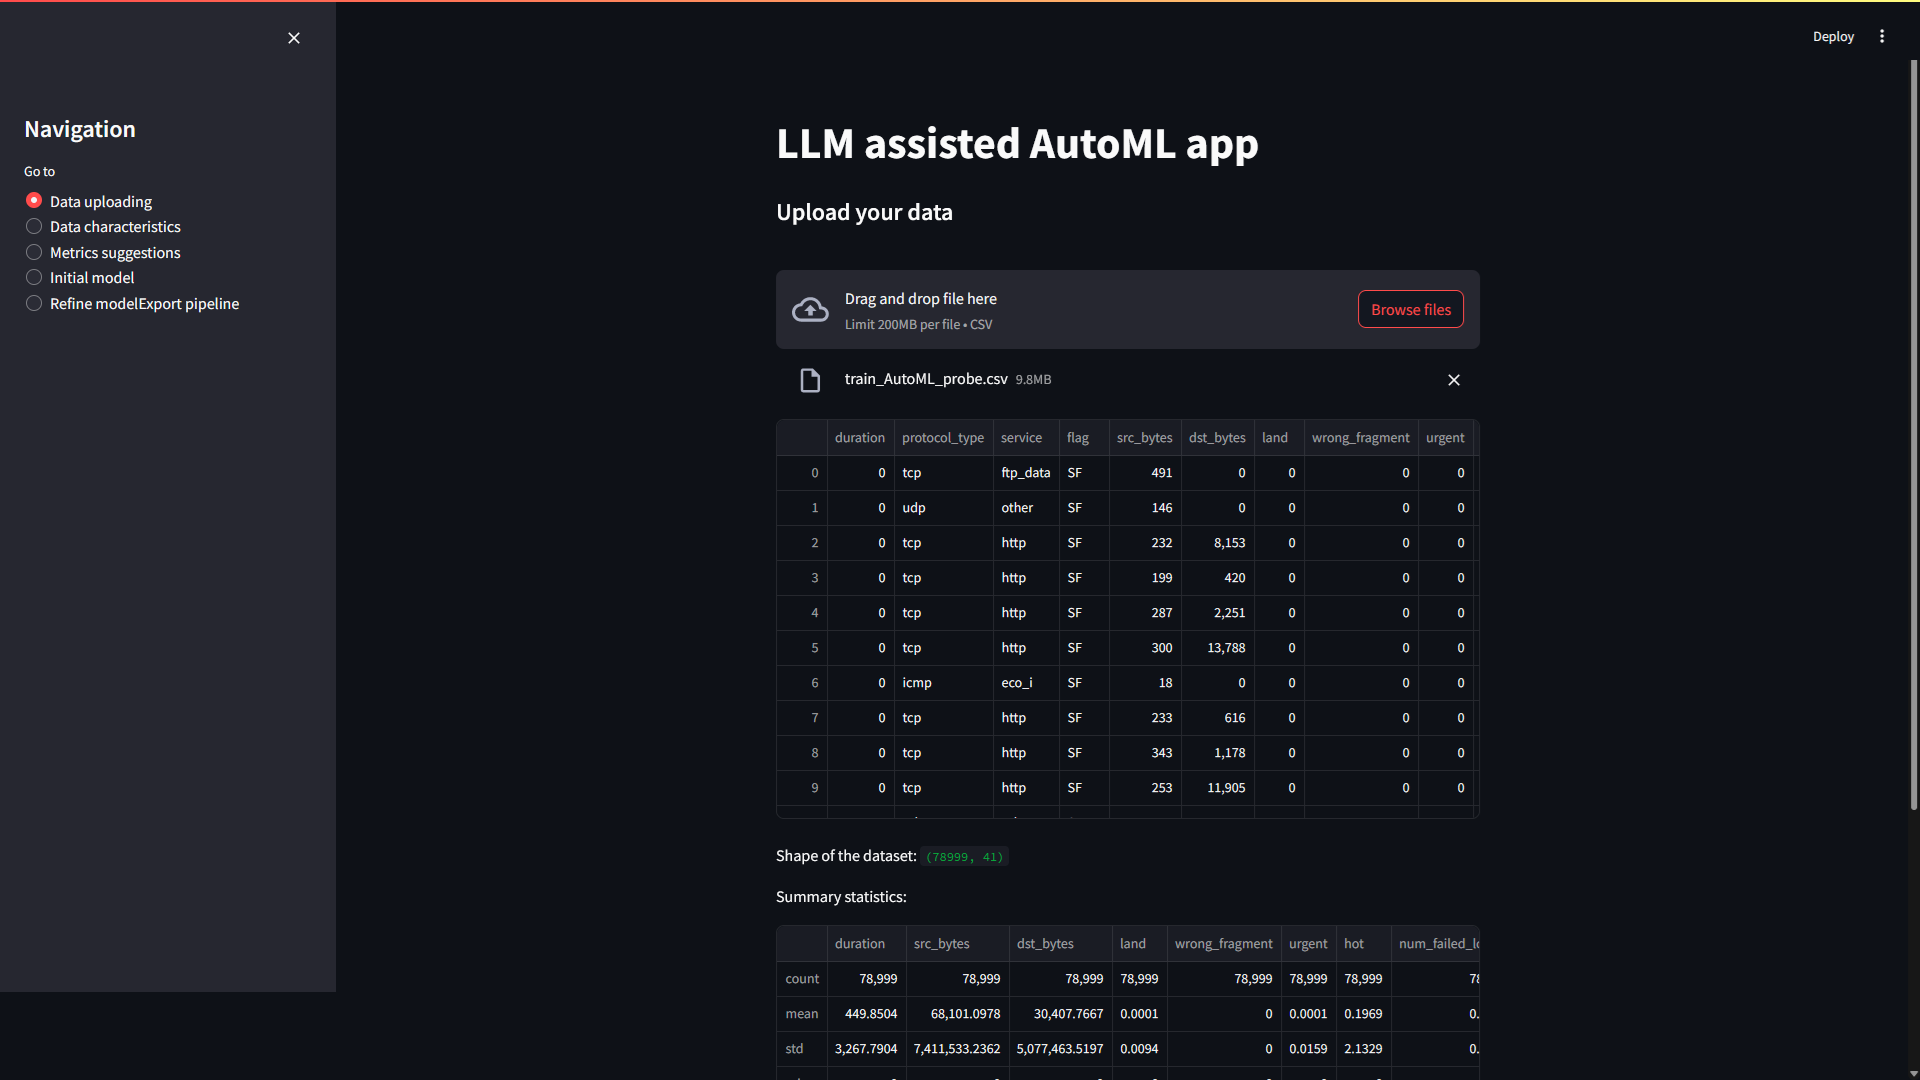 Deploy
Navigation
Go to
Data uploading
Data characteristics
Metrics suggestions
Initial model
Refine modelExport pipeline
LLM assisted AutoML app
Upload your data
Drag and drop file here
Limit 200MB per file • CSV
Browse files
train_AutoML_probe.csv 9.8MB
duration protocol_type service flag src_bytes dst_bytes land wrong_fragment urgent
0 0 tcp ftp_data SF 491 0 0 0 0
1 0 udp other SF 146 0 0 0 0
2 0 tcp http SF 232 8,153 0 0 0
3 0 tcp http SF 199 420 0 0 0
4 0 tcp http SF 287 2,251 0 0 0
5 0 tcp http SF 300 13,788 0 0 0
6 0 icmp eco_i SF 18 0 0 0 0
7 0 tcp http SF 233 616 0 0 0
8 0 tcp http SF 343 1,178 0 0 0
9 0 tcp http SF 253 11,905 0 0 0
Shape of the dataset: (78999, 41)
Summary statistics:
duration src_bytes dst_bytes land wrong_fragment urgent hot num_failed_lo
count 78,999 78,999 78,999 78,999 78,999 78,999 78,999 78
mean 449.8504 68,101.0978 30,407.7667 0.0001 0 0.0001 0.1969 0.
std 3,267.7904 7,411,533.2362 5,077,463.5197 0.0094 0 0.0159 2.1329 0.